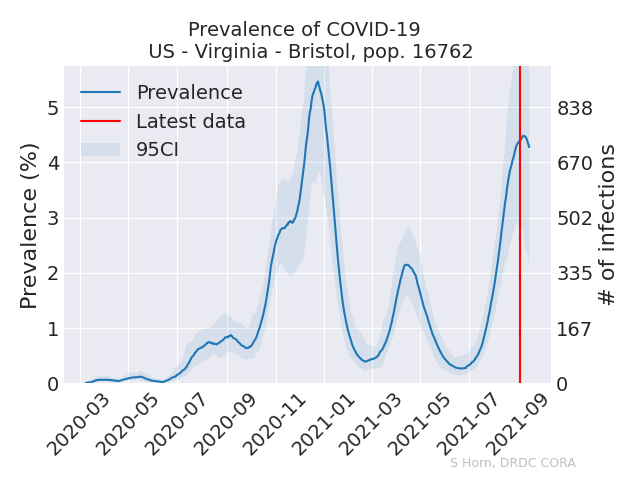 Prevalence of COVID-19
US - Virginia - Bristol, pop. 16762
Prevalence
Latest data
95CI
Prevalence (%)
5
4
3
2
1
0
838
670
502
335
167
0
# of infections
2020-03
2020-05
2020-07
2020-09
2020-11
2021-01
2021-03
2021-05
2021-07
2021-09
S Horn, DRDC CORA